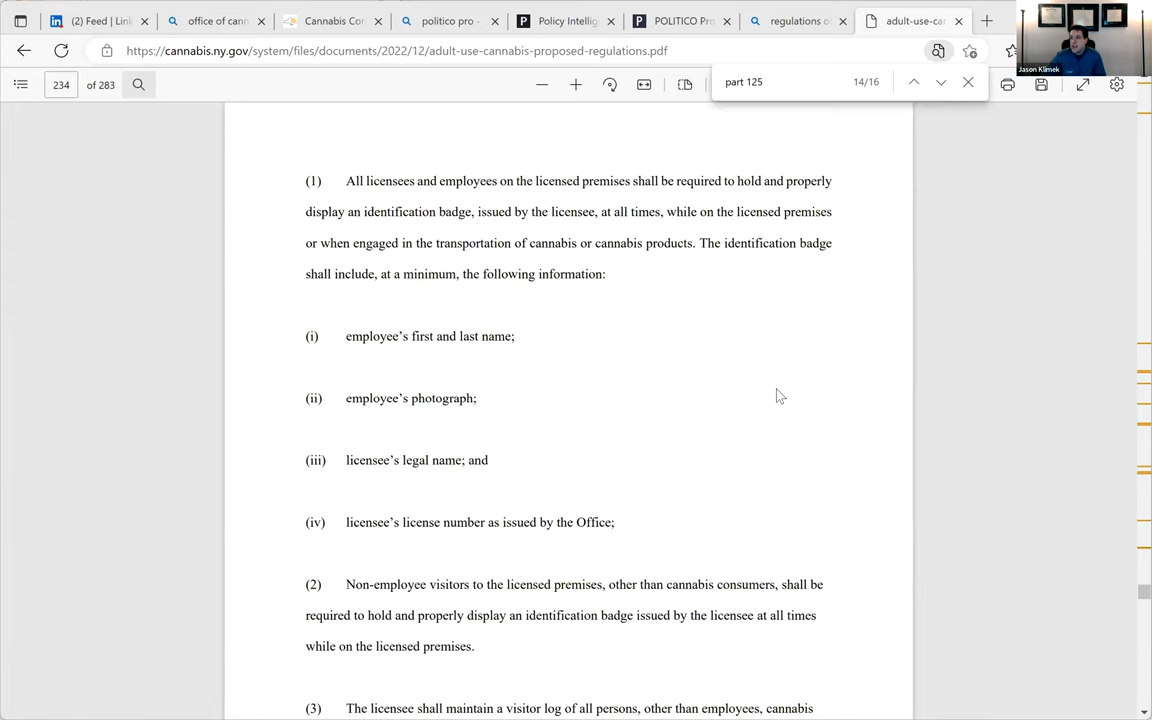 (2) Feed | Link
office of cann
Cannabis Con
politico pro -
Policy Intellig
POLITICO Pro
regulations of
adult-use-can
https://cannabis.ny.gov/system/files/documents/2022/12/adult-use-cannabis-proposed-regulations.pdf
Jason Klimek
234 of 283
part 125 14/16
(1) All licensees and employees on the licensed premises shall be required to hold and properly
display an identification badge, issued by the licensee, at all times, while on the licensed premises
or when engaged in the transportation of cannabis or cannabis products. The identification badge
shall include, at a minimum, the following information:
(i) employee’s first and last name;
(ii) employee’s photograph;
(iii) licensee’s legal name; and
(iv) licensee’s license number as issued by the Office;
(2) Non-employee visitors to the licensed premises, other than cannabis consumers, shall be
required to hold and properly display an identification badge issued by the licensee at all times
while on the licensed premises.
(3) The licensee shall maintain a visitor log of all persons, other than employees, cannabis